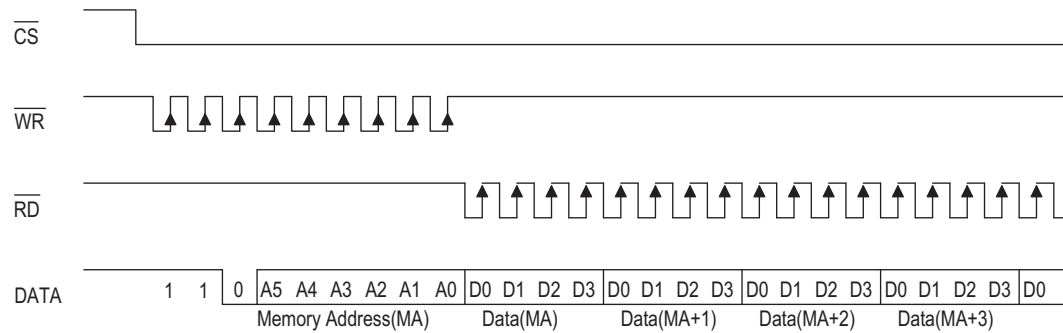 CS
WR
RD
DATA 1 1 0 A5 A4 A3 A2 A1 A0 D0 D1 D2 D3 D0 D1 D2 D3 D0 D1 D2 D3 D0 D1 D2 D3 D0
Memory Address(MA) Data(MA) Data(MA+1) Data(MA+2) Data(MA+3)